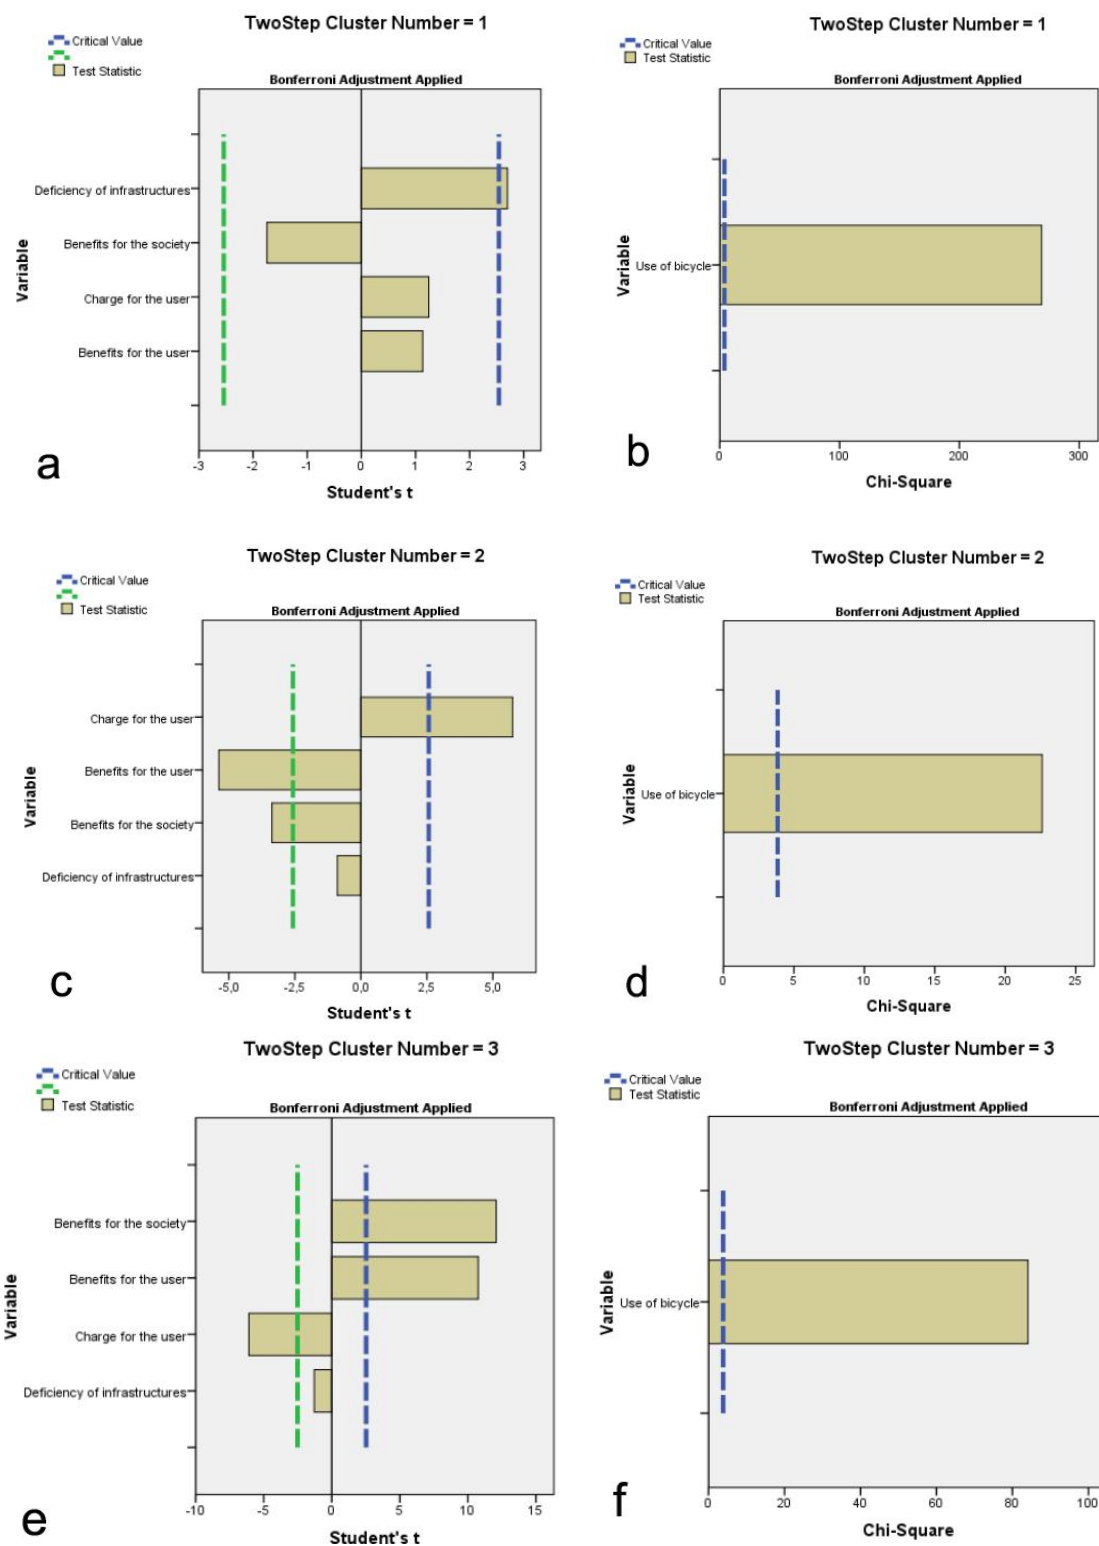 TwoStep Cluster Number = 1
Critical Value
Test Statistic
Bonferroni Adjustment Applied
Variable
Deficiency of infrastructures
Benefits for the society
Charge for the user
Benefits for the user
-3 -2 -1 0 1 2 3
Student's t
a
TwoStep Cluster Number = 1
Critical Value
Test Statistic
Bonferroni Adjustment Applied
Variable
Use of bicycle
0 100 200 300
Chi-Square
b
TwoStep Cluster Number = 2
Critical Value
Test Statistic
Bonferroni Adjustment Applied
Variable
Charge for the user
Benefits for the user
Benefits for the society
Deficiency of infrastructures
-5,0 -2,5 0,0 2,5 5,0
Student's t
c
TwoStep Cluster Number = 2
Critical Value
Test Statistic
Bonferroni Adjustment Applied
Variable
Use of bicycle
0 5 10 15 20 25
Chi-Square
d
TwoStep Cluster Number = 3
Critical Value
Test Statistic
Bonferroni Adjustment Applied
Variable
Benefits for the society
Benefits for the user
Charge for the user
Deficiency of infrastructures
-10 -5 0 5 10 15
Student's t
e
TwoStep Cluster Number = 3
Critical Value
Test Statistic
Bonferroni Adjustment Applied
Variable
Use of bicycle
0 20 40 60 80 100
Chi-Square
f